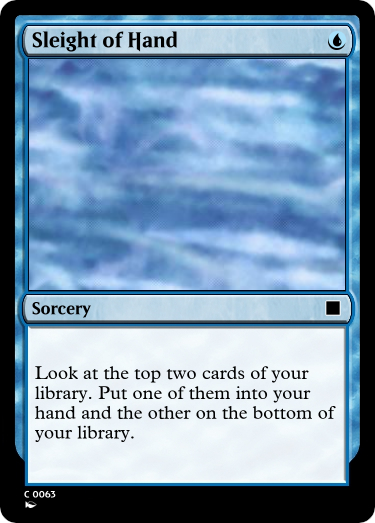 Sleight of Hand
Sorcery
Look at the top two cards of your
library. Put one of them into your
hand and the other on the bottom of
your library.
C 0063